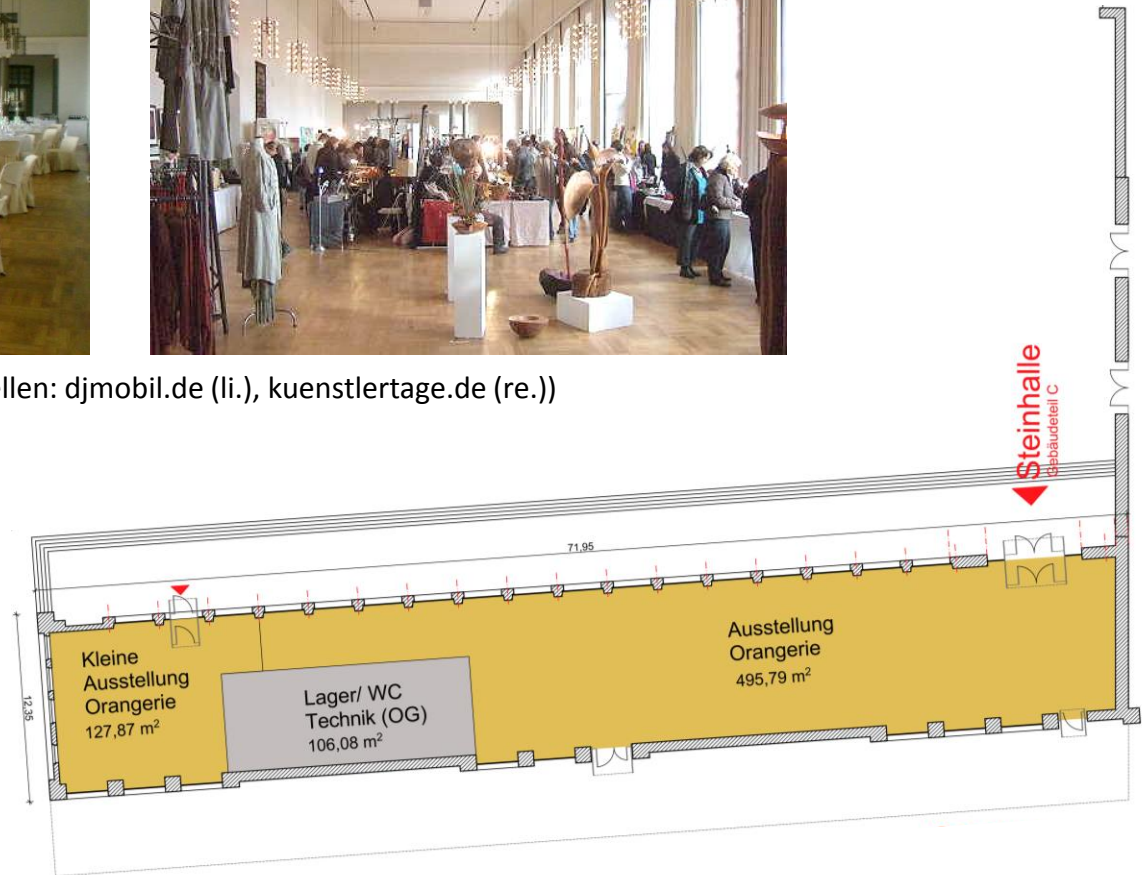 ellen: djmobil.de (li.), kuenstlertage.de (re.))
Steinhalle
Gebäudeteil C
71,95
12,35
Kleine
Ausstellung
Orangerie
127,87 m²
Lager/ WC
Technik (OG)
106,08 m²
Ausstellung
Orangerie
495,79 m²